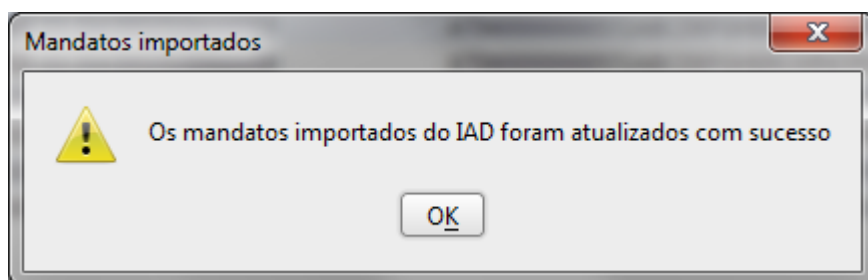 Mandatos importados
Os mandatos importados do IAD foram atualizados com sucesso
OK